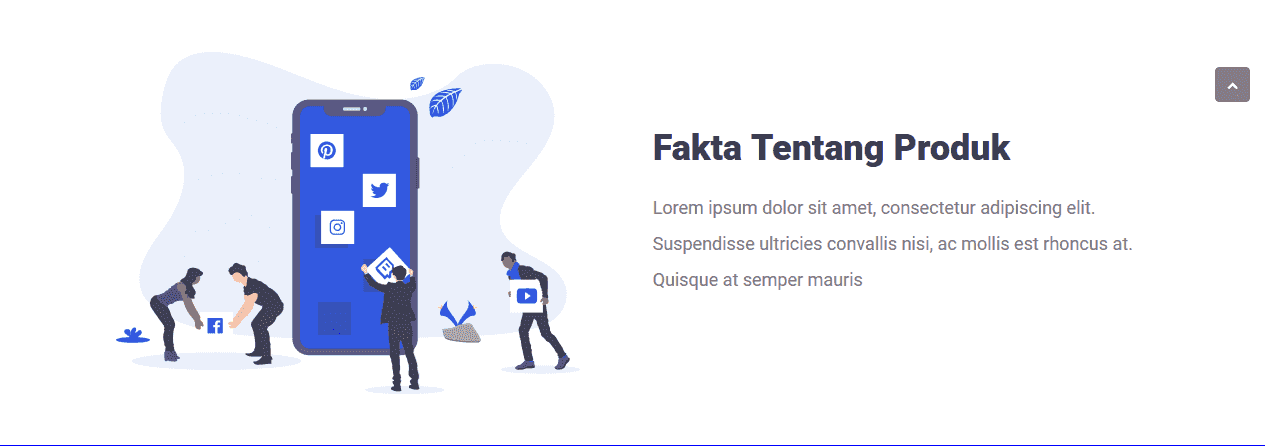 Fakta Tentang Produk
Lorem ipsum dolor sit amet, consectetur adipiscing elit.
Suspendisse ultricies convallis nisi, ac mollis est rhoncus at.
Quisque at semper mauris